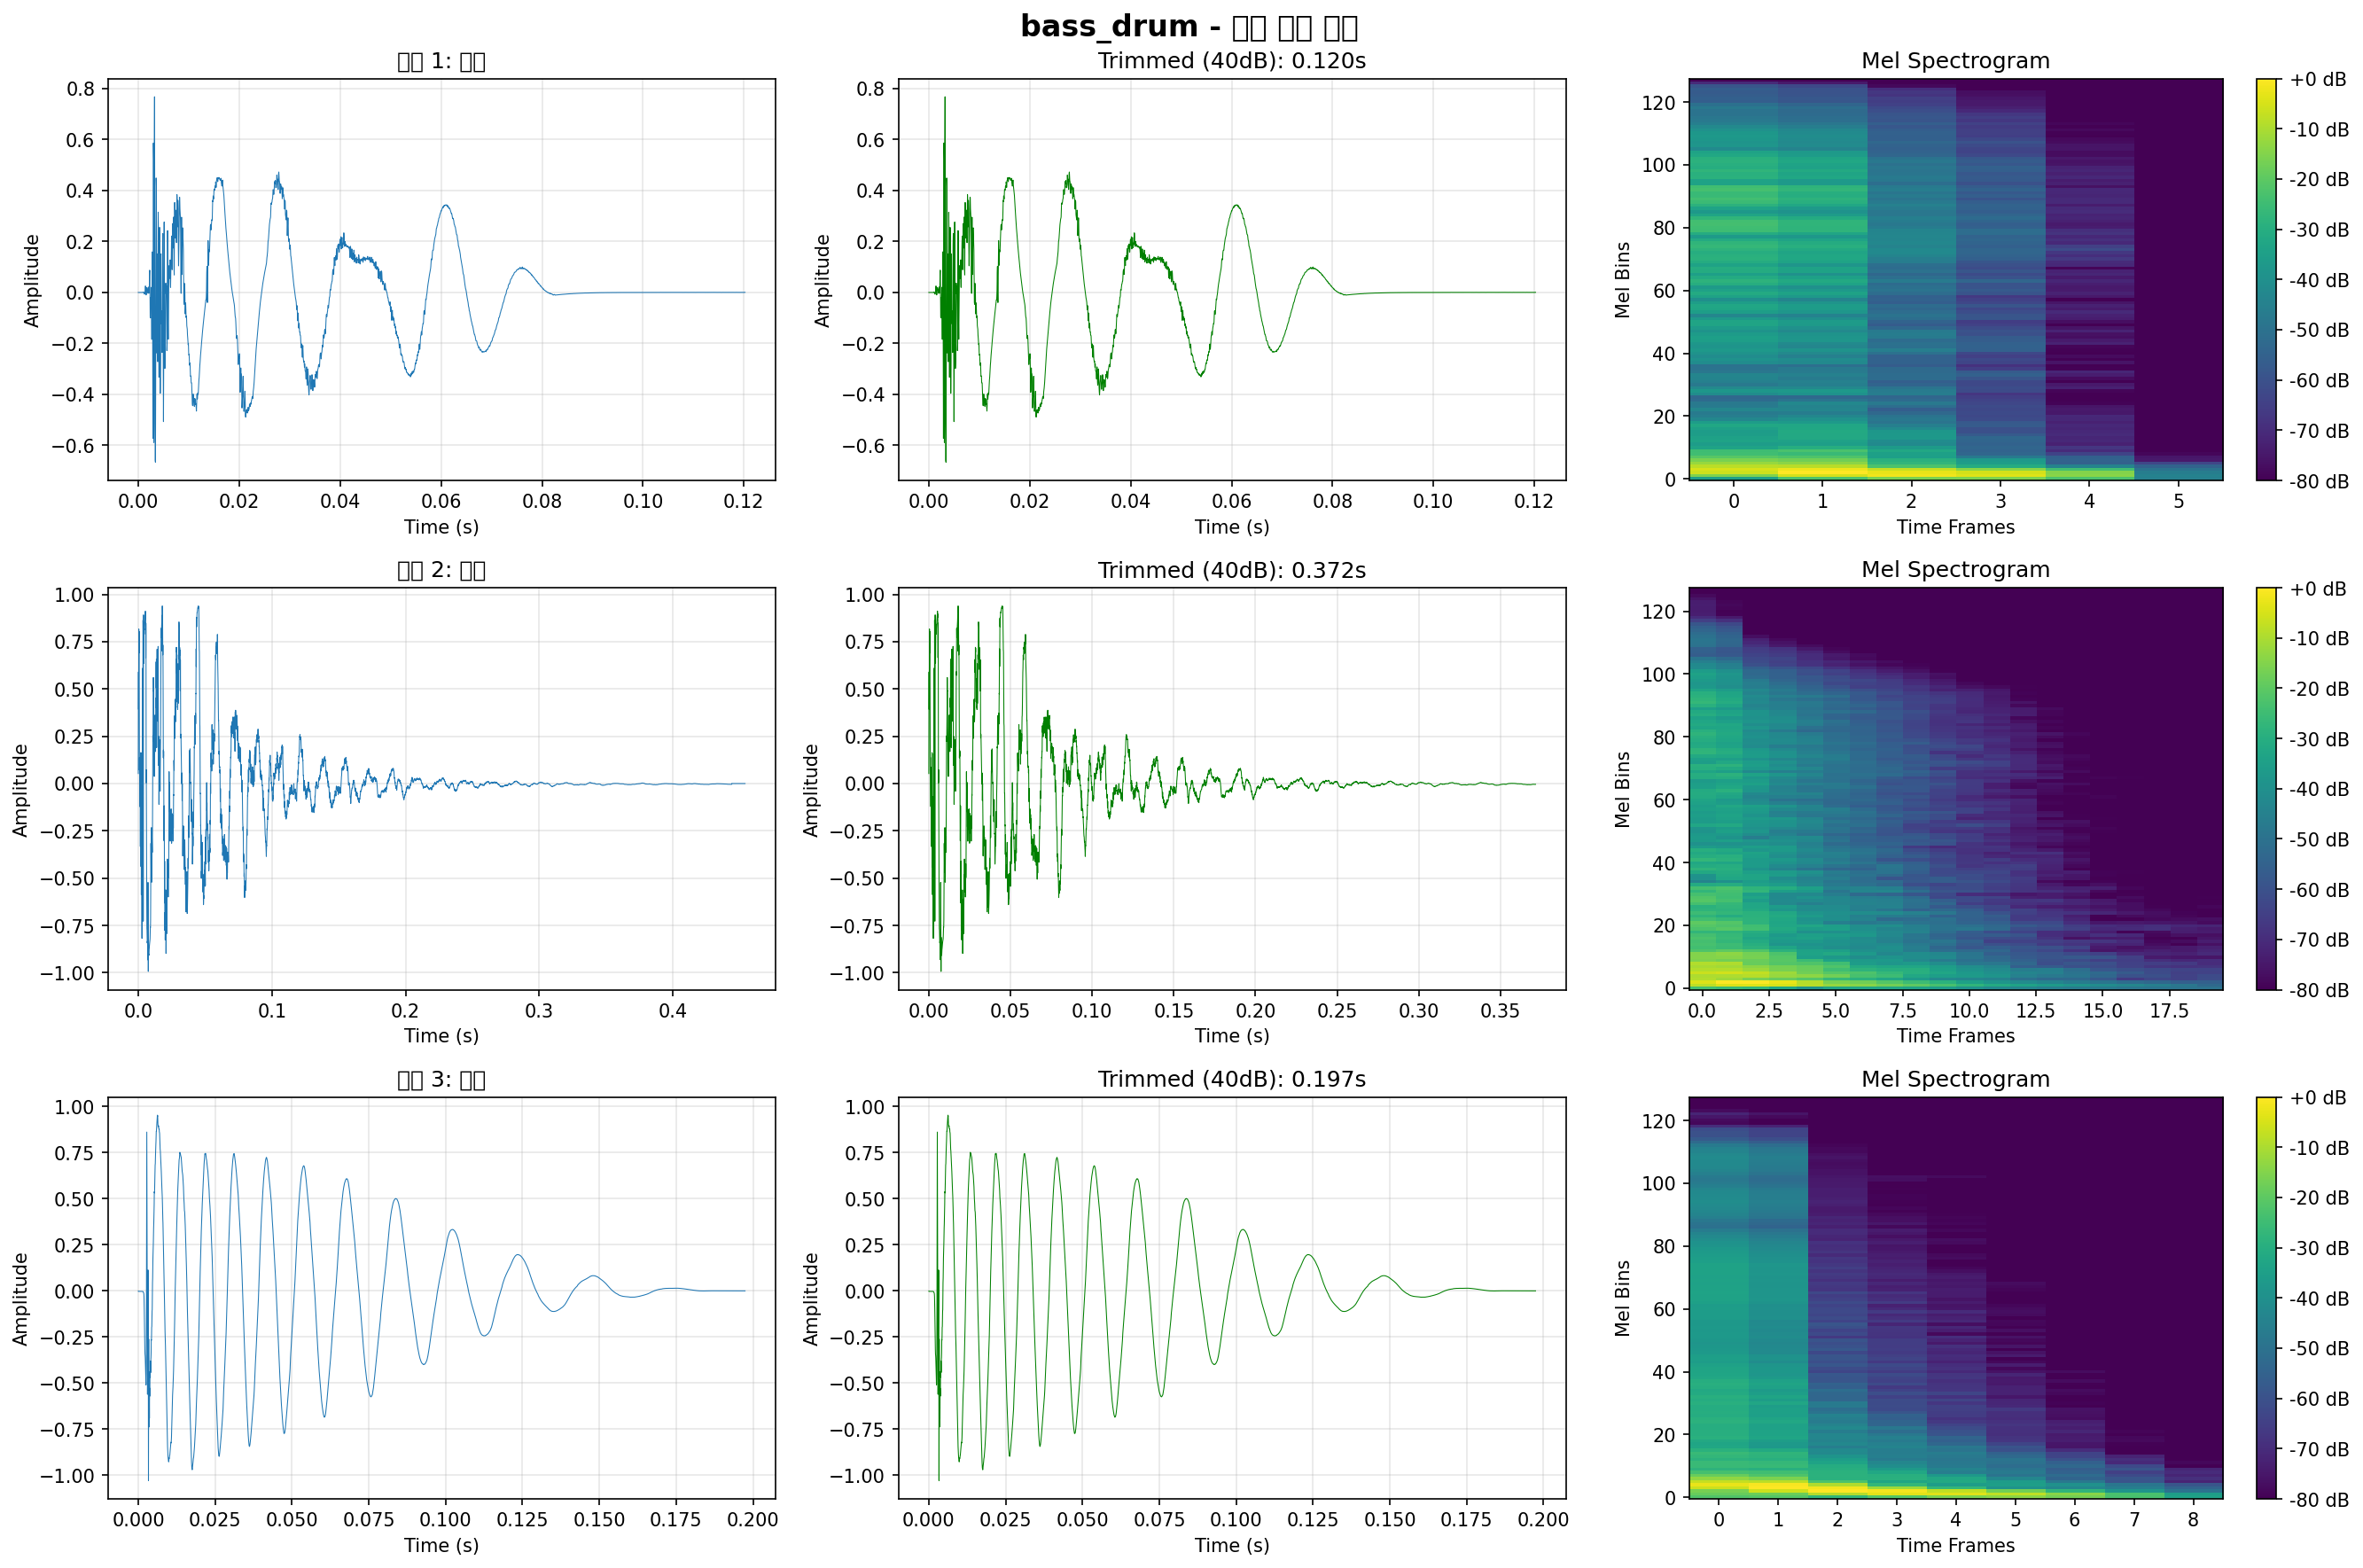 bass_drum -
1:
0.8
0.6
0.4
0.2
0.0
−0.2
−0.4
−0.6
Amplitude
0.00 0.02 0.04 0.06 0.08 0.10 0.12
Time (s)
Trimmed (40dB): 0.120s
0.8
0.6
0.4
0.2
0.0
−0.2
−0.4
−0.6
Amplitude
0.00 0.02 0.04 0.06 0.08 0.10 0.12
Time (s)
Mel Spectrogram
120
100
80
60
40
20
0
Mel Bins
0 1 2 3 4 5
Time Frames
+0 dB
-10 dB
-20 dB
-30 dB
-40 dB
-50 dB
-60 dB
-70 dB
-80 dB
2:
1.00
0.75
0.50
0.25
0.00
−0.25
−0.50
−0.75
−1.00
Amplitude
0.0 0.1 0.2 0.3 0.4
Time (s)
Trimmed (40dB): 0.372s
1.00
0.75
0.50
0.25
0.00
−0.25
−0.50
−0.75
−1.00
Amplitude
0.00 0.05 0.10 0.15 0.20 0.25 0.30 0.35
Time (s)
Mel Spectrogram
120
100
80
60
40
20
0
Mel Bins
0.0 2.5 5.0 7.5 10.0 12.5 15.0 17.5
Time Frames
+0 dB
-10 dB
-20 dB
-30 dB
-40 dB
-50 dB
-60 dB
-70 dB
-80 dB
3:
1.00
0.75
0.50
0.25
0.00
−0.25
−0.50
−0.75
−1.00
Amplitude
0.000 0.025 0.050 0.075 0.100 0.125 0.150 0.175 0.200
Time (s)
Trimmed (40dB): 0.197s
1.00
0.75
0.50
0.25
0.00
−0.25
−0.50
−0.75
−1.00
Amplitude
0.000 0.025 0.050 0.075 0.100 0.125 0.150 0.175 0.200
Time (s)
Mel Spectrogram
120
100
80
60
40
20
0
Mel Bins
0 1 2 3 4 5 6 7 8
Time Frames
+0 dB
-10 dB
-20 dB
-30 dB
-40 dB
-50 dB
-60 dB
-70 dB
-80 dB